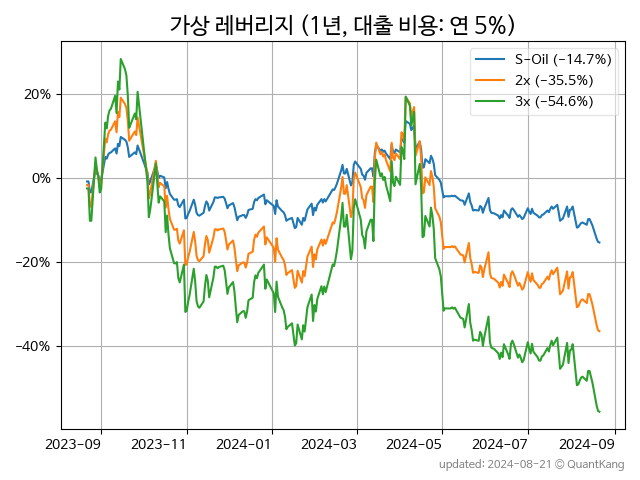 가상 레버리지 (1년, 대출 비용: 연 5%)
S-Oil (-14.7%)
2x (-35.5%)
3x (-54.6%)
20%
0%
-20%
-40%
2023-09 2023-11 2024-01 2024-03 2024-05 2024-07 2024-09
updated: 2024-08-21 © QuantKang